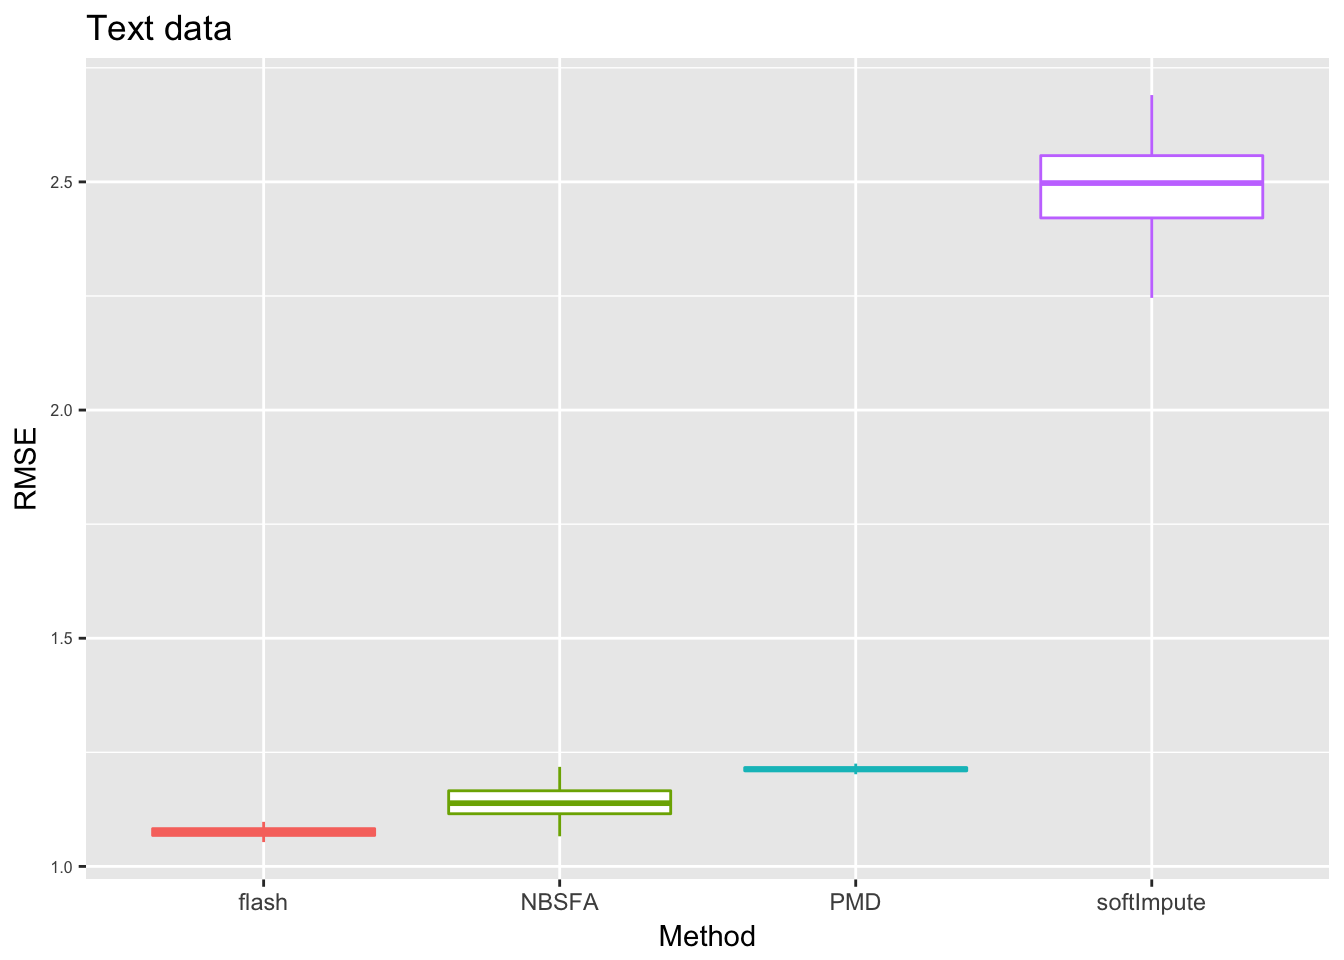 Text data
RMSE
2.5
2.0
1.5
1.0
flash
NBSFA
PMD
softImpute
Method